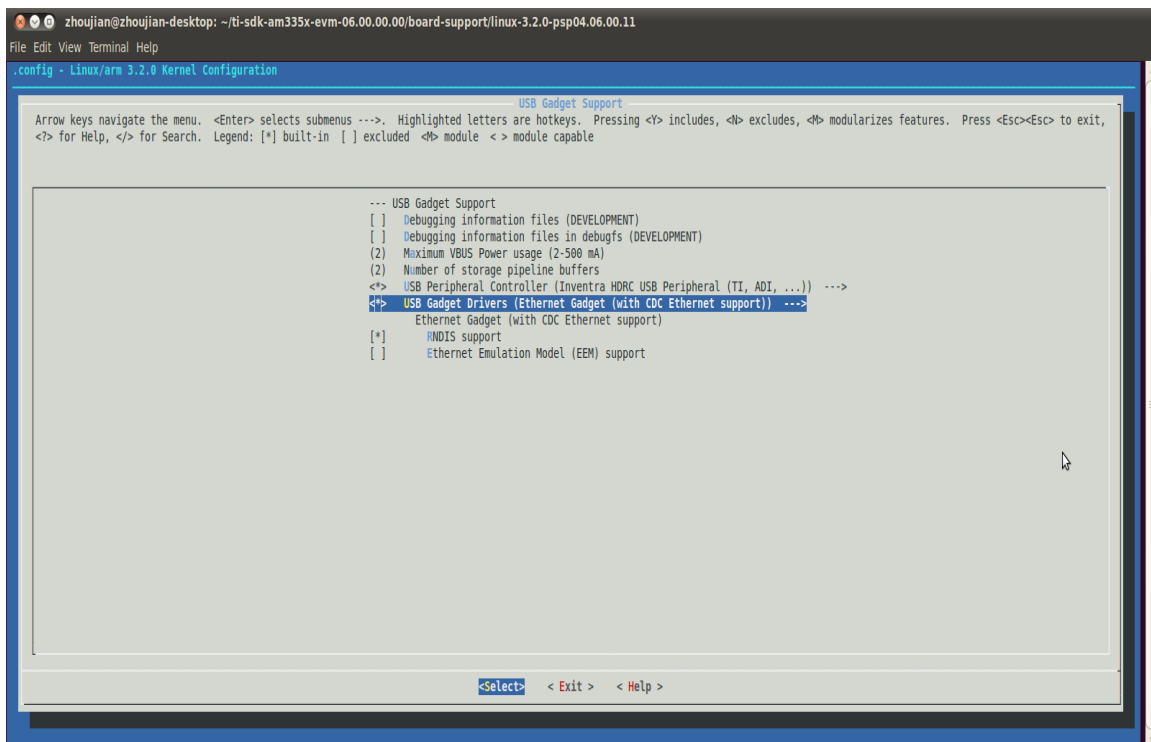 zhoujian@zhoujian-desktop: ~/ti-sdk-am335x-evm-06.00.00.00/board-support/linux-3.2.0-psp04.06.00.11
File Edit View Terminal Help
.config - Linux/arm 3.2.0 Kernel Configuration
USB Gadget Support
Arrow keys navigate the menu. <Enter> selects submenus --->. Highlighted letters are hotkeys. Pressing <Y> includes, <N> excludes, <M> modularizes features. Press <Esc><Esc> to exit,
<?> for Help, </> for Search. Legend: [*] built-in [ ] excluded <M> module < > module capable
--- USB Gadget Support
[ ] Debugging information files (DEVELOPMENT)
[ ] Debugging information files in debugfs (DEVELOPMENT)
(2) Maximum VBUS Power usage (2-500 mA)
(2) Number of storage pipeline buffers
<*> USB Peripheral Controller (Inventra HDRC USB Peripheral (TI, ADI, ...)) --->
<*> USB Gadget Drivers (Ethernet Gadget (with CDC Ethernet support)) --->
Ethernet Gadget (with CDC Ethernet support)
[*] RNDIS support
[ ] Ethernet Emulation Model (EEM) support
<Select> < Exit > < Help >